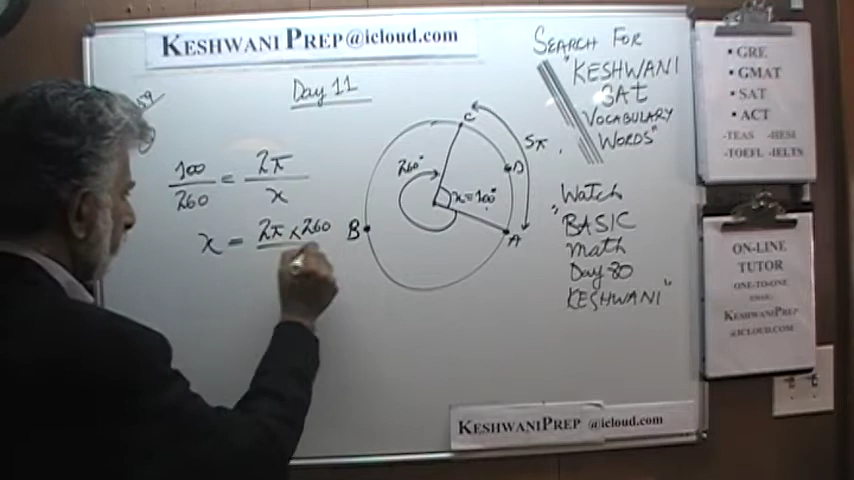 KESHWANI PREP@icloud.com
Day 11
59
100/260 = 2π/x
x = 2π × 260
260°
x=100°
C
D
A
B
5π
SEARCH FOR
"KESHWANI
SAT
VOCABULARY
WORDS"
Watch
"BASIC
math
Day 80
KESHWANI"
KESHWANIPREP @icloud.com
▪ GRE
▪ GMAT
▪ SAT
▪ ACT
-TEAS -HESI
-TOEFL -IELTS
ON-LINE
TUTOR
ONE-TO-ONE
KESHWANIPREP
@ICLOUD.COM